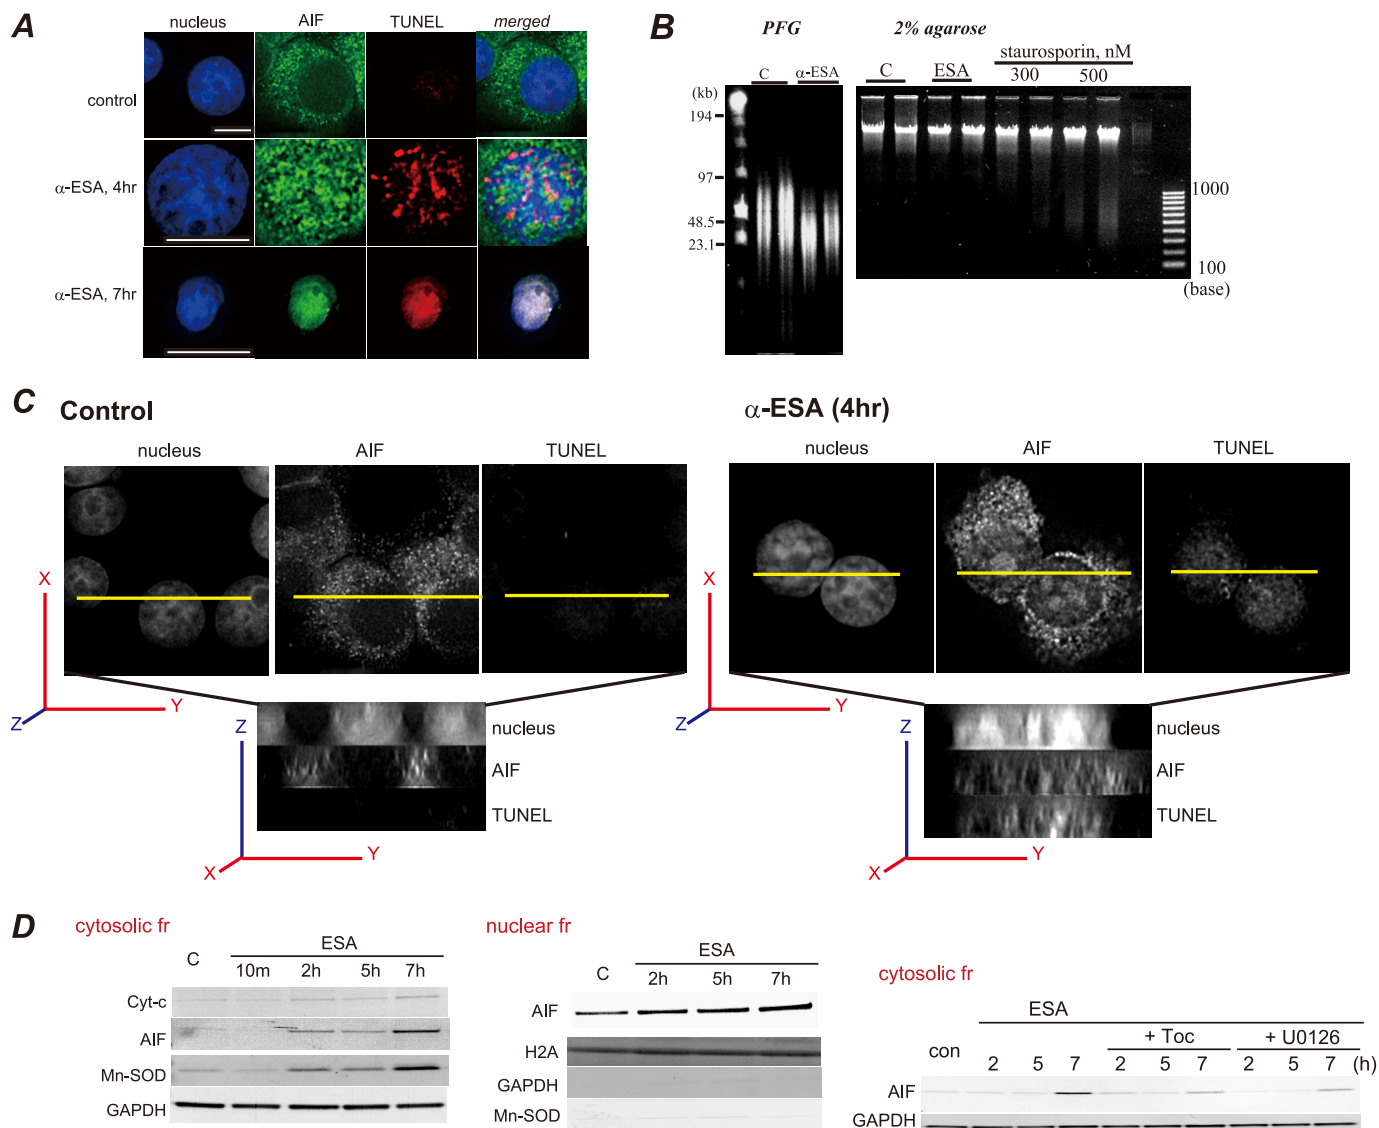 A
nucleus AIF TUNEL merged
control
α-ESA, 4hr
α-ESA, 7hr
B
PFG 2% agarose
staurosporin, nM
C α-ESA C ESA 300 500
(kb)
194
97
48.5
23.1
1000
100
(base)
C Control
nucleus AIF TUNEL
X
Y
Z
Z
Y
X
nucleus
AIF
TUNEL
α-ESA (4hr)
nucleus AIF TUNEL
X
Y
Z
Z
Y
X
nucleus
AIF
TUNEL
D
cytosolic fr
ESA
C 10m 2h 5h 7h
Cyt-c
AIF
Mn-SOD
GAPDH
nuclear fr
ESA
C 2h 5h 7h
AIF
H2A
GAPDH
Mn-SOD
cytosolic fr
ESA
+ Toc + U0126
con 2 5 7 2 5 7 2 5 7 (h)
AIF
GAPDH